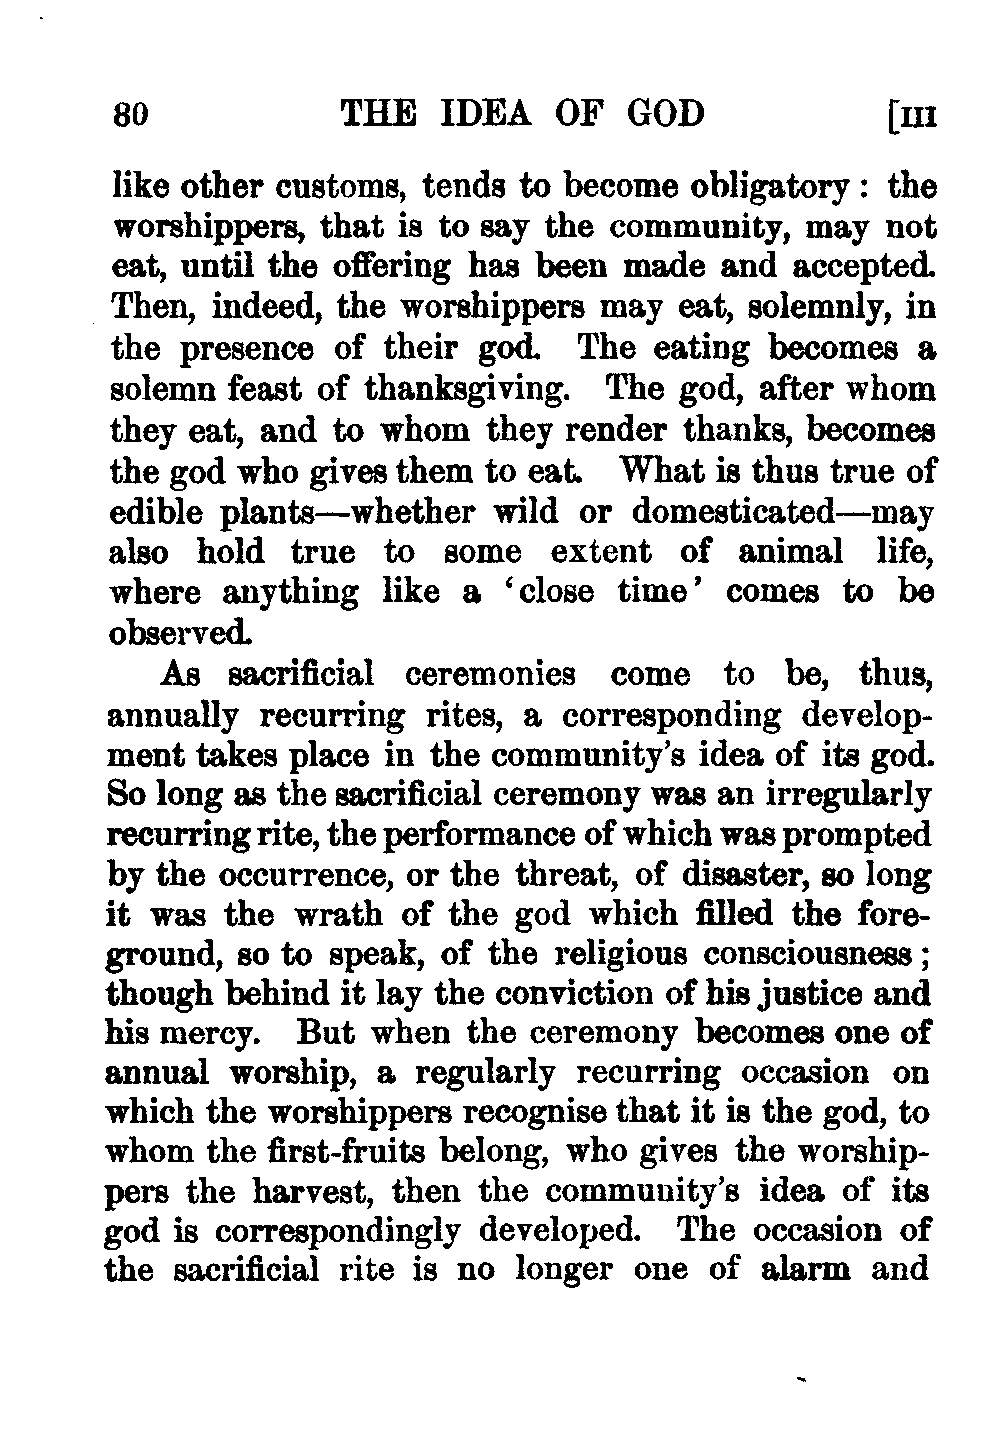 80 THE IDEA OF GOD [III
like other customs, tends to become obligatory : the
worshippers, that is to say the community, may not
eat, until the offering has been made and accepted.
Then, indeed, the worshippers may eat, solemnly, in
the presence of their god. The eating becomes a
solemn feast of thanksgiving. The god, after whom
they eat, and to whom they render thanks, becomes
the god who gives them to eat. What is thus true of
edible plants—whether wild or domesticated—may
also hold true to some extent of animal life,
where anything like a ‘close time’ comes to be
observed.
As sacrificial ceremonies come to be, thus,
annually recurring rites, a corresponding develop-
ment takes place in the community's idea of its god.
So long as the sacrificial ceremony was an irregularly
recurring rite, the performance of which was prompted
by the occurrence, or the threat, of disaster, so long
it was the wrath of the god which filled the fore-
ground, so to speak, of the religious consciousness ;
though behind it lay the conviction of his justice and
his mercy. But when the ceremony becomes one of
annual worship, a regularly recurring occasion on
which the worshippers recognise that it is the god, to
whom the first-fruits belong, who gives the worship-
pers the harvest, then the community's idea of its
god is correspondingly developed. The occasion of
the sacrificial rite is no longer one of alarm and